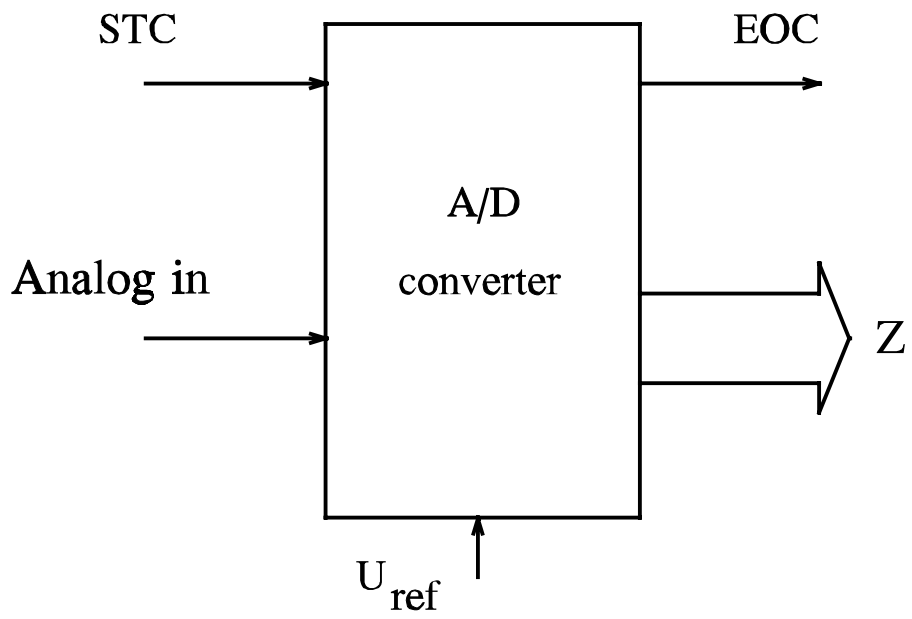 STC
EOC
A/D
converter
Analog in
Z
U ref